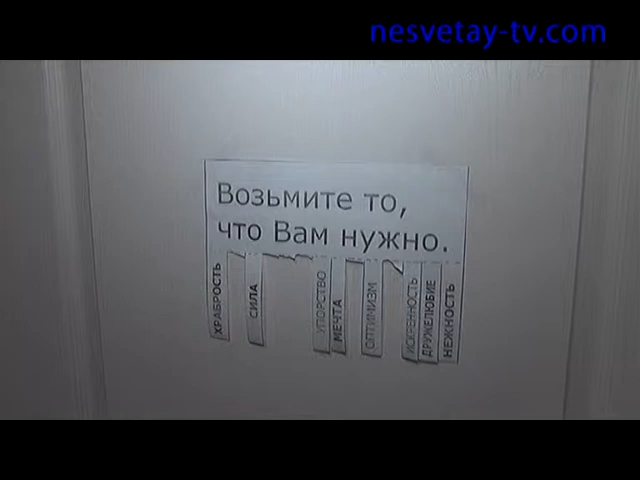 nesvetay-tv.com
Возьмите то,
что Вам нужно.
ХРАБРОСТЬ
СИЛА
УПОРСТВО
МЕЧТА
ОПТИМИЗМ
ИСКРЕННОСТЬ
ДРУЖЕЛЮБИЕ
НЕЖНОСТЬ